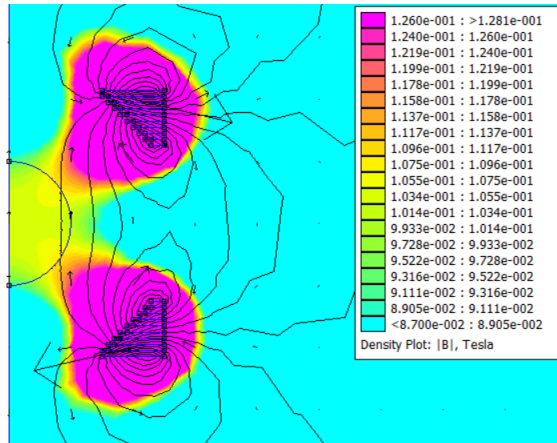 1.260e-001 : >1.281e-001
1.240e-001 : 1.260e-001
1.219e-001 : 1.240e-001
1.199e-001 : 1.219e-001
1.178e-001 : 1.199e-001
1.158e-001 : 1.178e-001
1.137e-001 : 1.158e-001
1.117e-001 : 1.137e-001
1.096e-001 : 1.117e-001
1.075e-001 : 1.096e-001
1.055e-001 : 1.075e-001
1.034e-001 : 1.055e-001
1.014e-001 : 1.034e-001
9.933e-002 : 1.014e-001
9.728e-002 : 9.933e-002
9.522e-002 : 9.728e-002
9.316e-002 : 9.522e-002
9.111e-002 : 9.316e-002
8.905e-002 : 9.111e-002
<8.700e-002 : 8.905e-002
Density Plot: |B|, Tesla